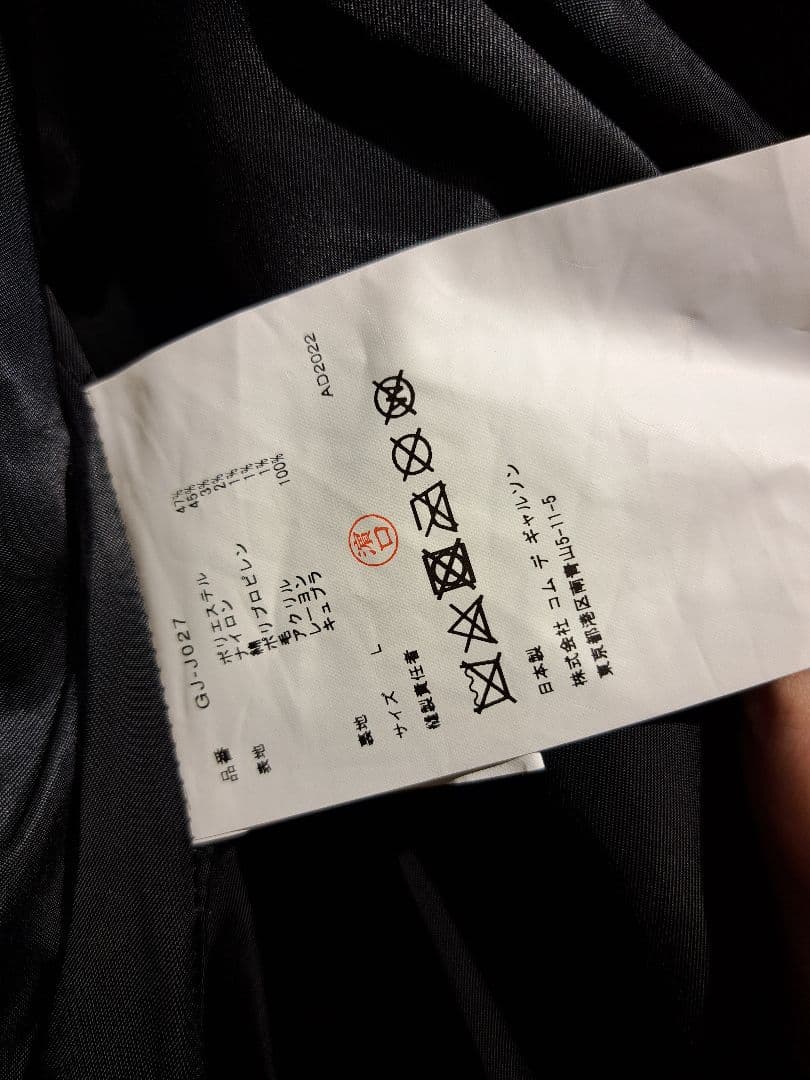 品番 GJ-J027
表地 ポリエステル 47%
ナイロン 45%
綿 3%
ポリプロピレン 2%
毛 1%
アクリル 1%
レーヨン 1%
裏地 キュプラ 100%
サイズ L AD2022
縫製責任者 濱口
W
日本製
株式会社 コム デ ギャルソン
東京都港区南青山5-11-5